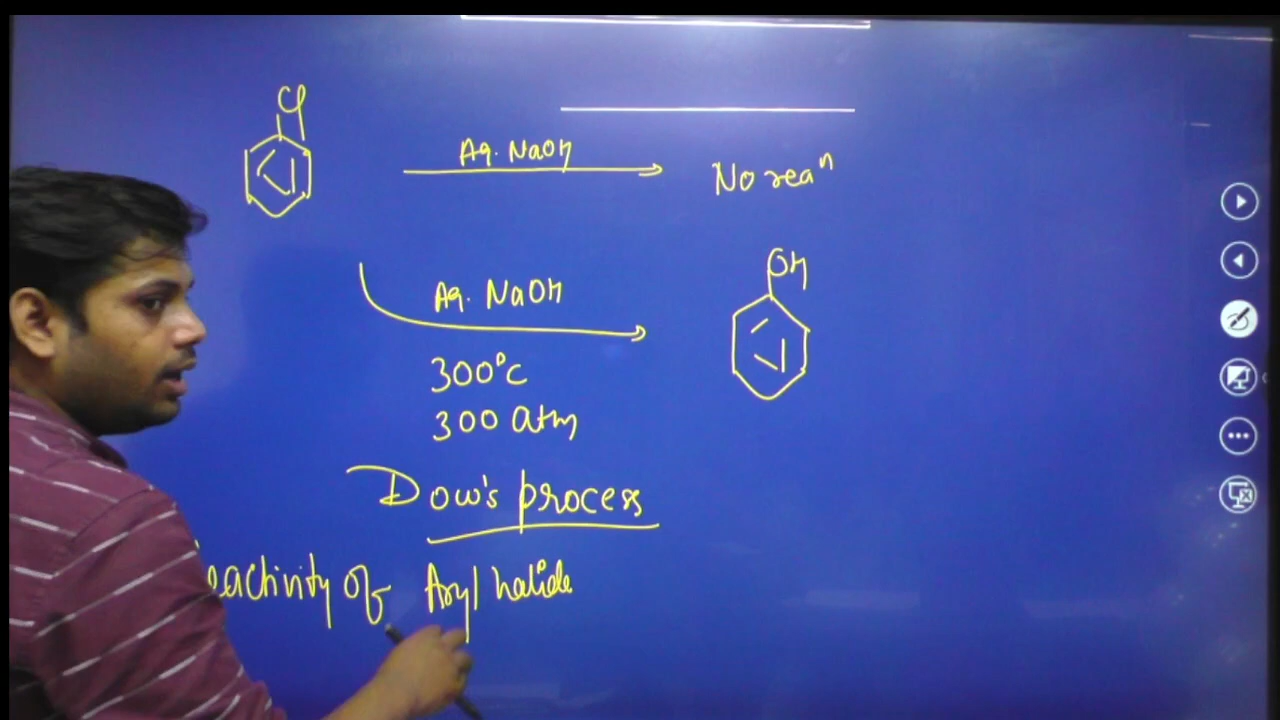 Cl
Aq. NaOH
No reaⁿ
OH
Aq. NaOH
300°C
300 atm
Dow's process
eactivity of Aryl halide